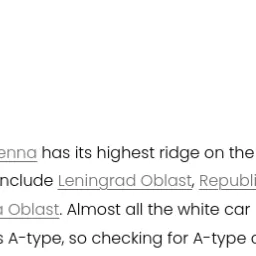 enna has its highest ridge on the
nclude Leningrad Oblast, Republi
a Oblast. Almost all the white car
s A-type, so checking for A-type